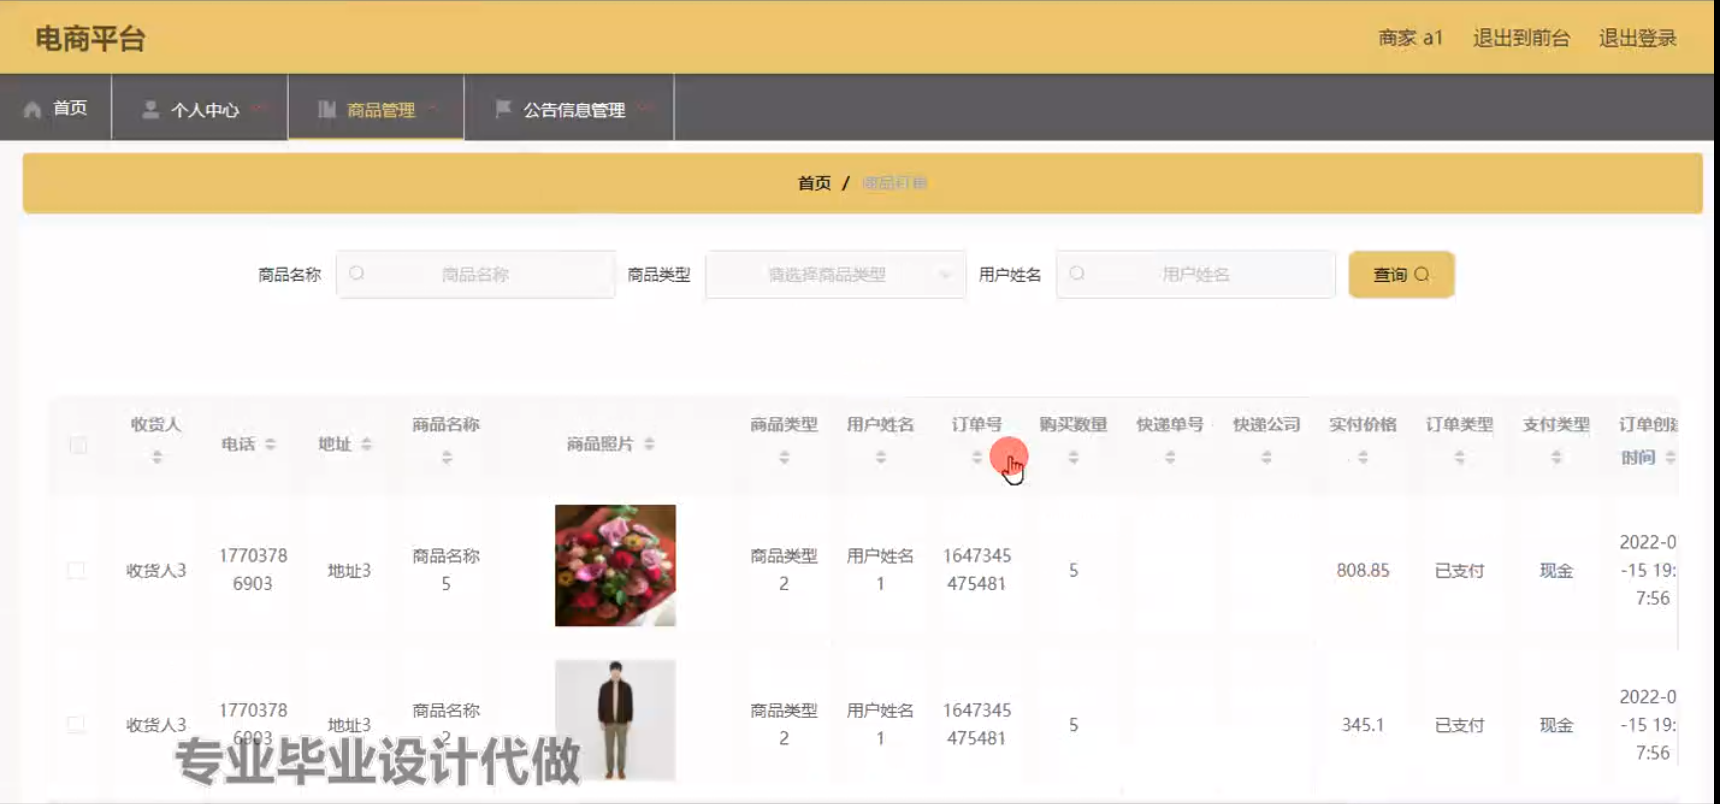 电商平台
商家 a1 退出到前台 退出登录
首页 个人中心 商品管理 公告信息管理
首页 / 商品订单
商品名称 商品名称 商品类型 请选择商品类型 用户姓名 用户姓名 查询
收货人 电话 地址 商品名称 商品照片 商品类型 用户姓名 订单号 购买数量 快递单号 快递公司 实付价格 订单类型 支付类型 订单创建
时间
收货人3 1770378 地址3 商品名称 商品类型 用户姓名 1647345 5 808.85 已支付 现金 2022-0
6903 5 2 1 475481 -15 19:
7:56
收货人3 1770378 地址3 商品名称 商品类型 用户姓名 1647345 5 345.1 已支付 现金 2022-0
6903 2 2 1 475481 -15 19:
7:56
专业毕业设计代做